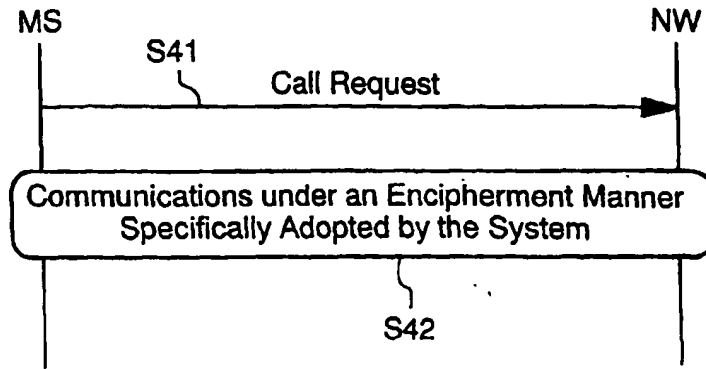 MS
NW
S41
Call Request
Communications under an Encipherment Manner
Specifically Adopted by the System
S42